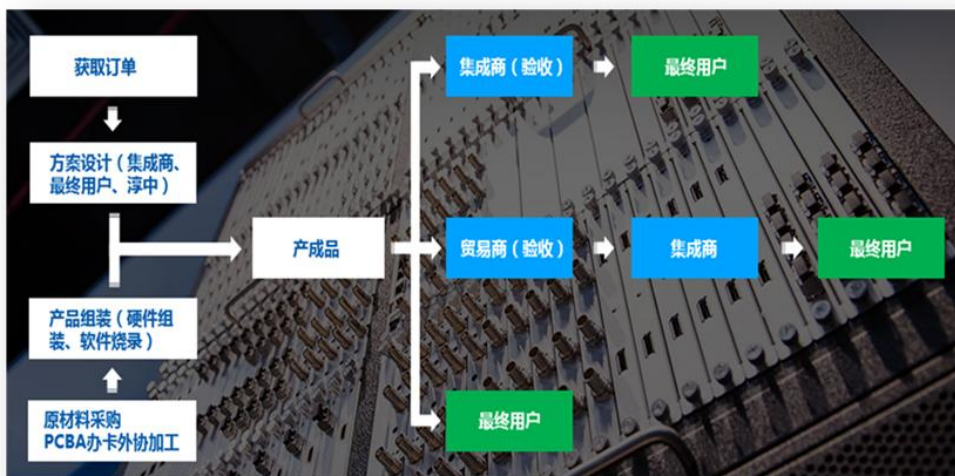 获取订单
方案设计（集成商、
最终用户、淳中）
产品组装（硬件组
装、软件烧录）
原材料采购
PCBA办卡外协加工
产成品
集成商（验收）
最终用户
贸易商（验收）
集成商
最终用户
最终用户